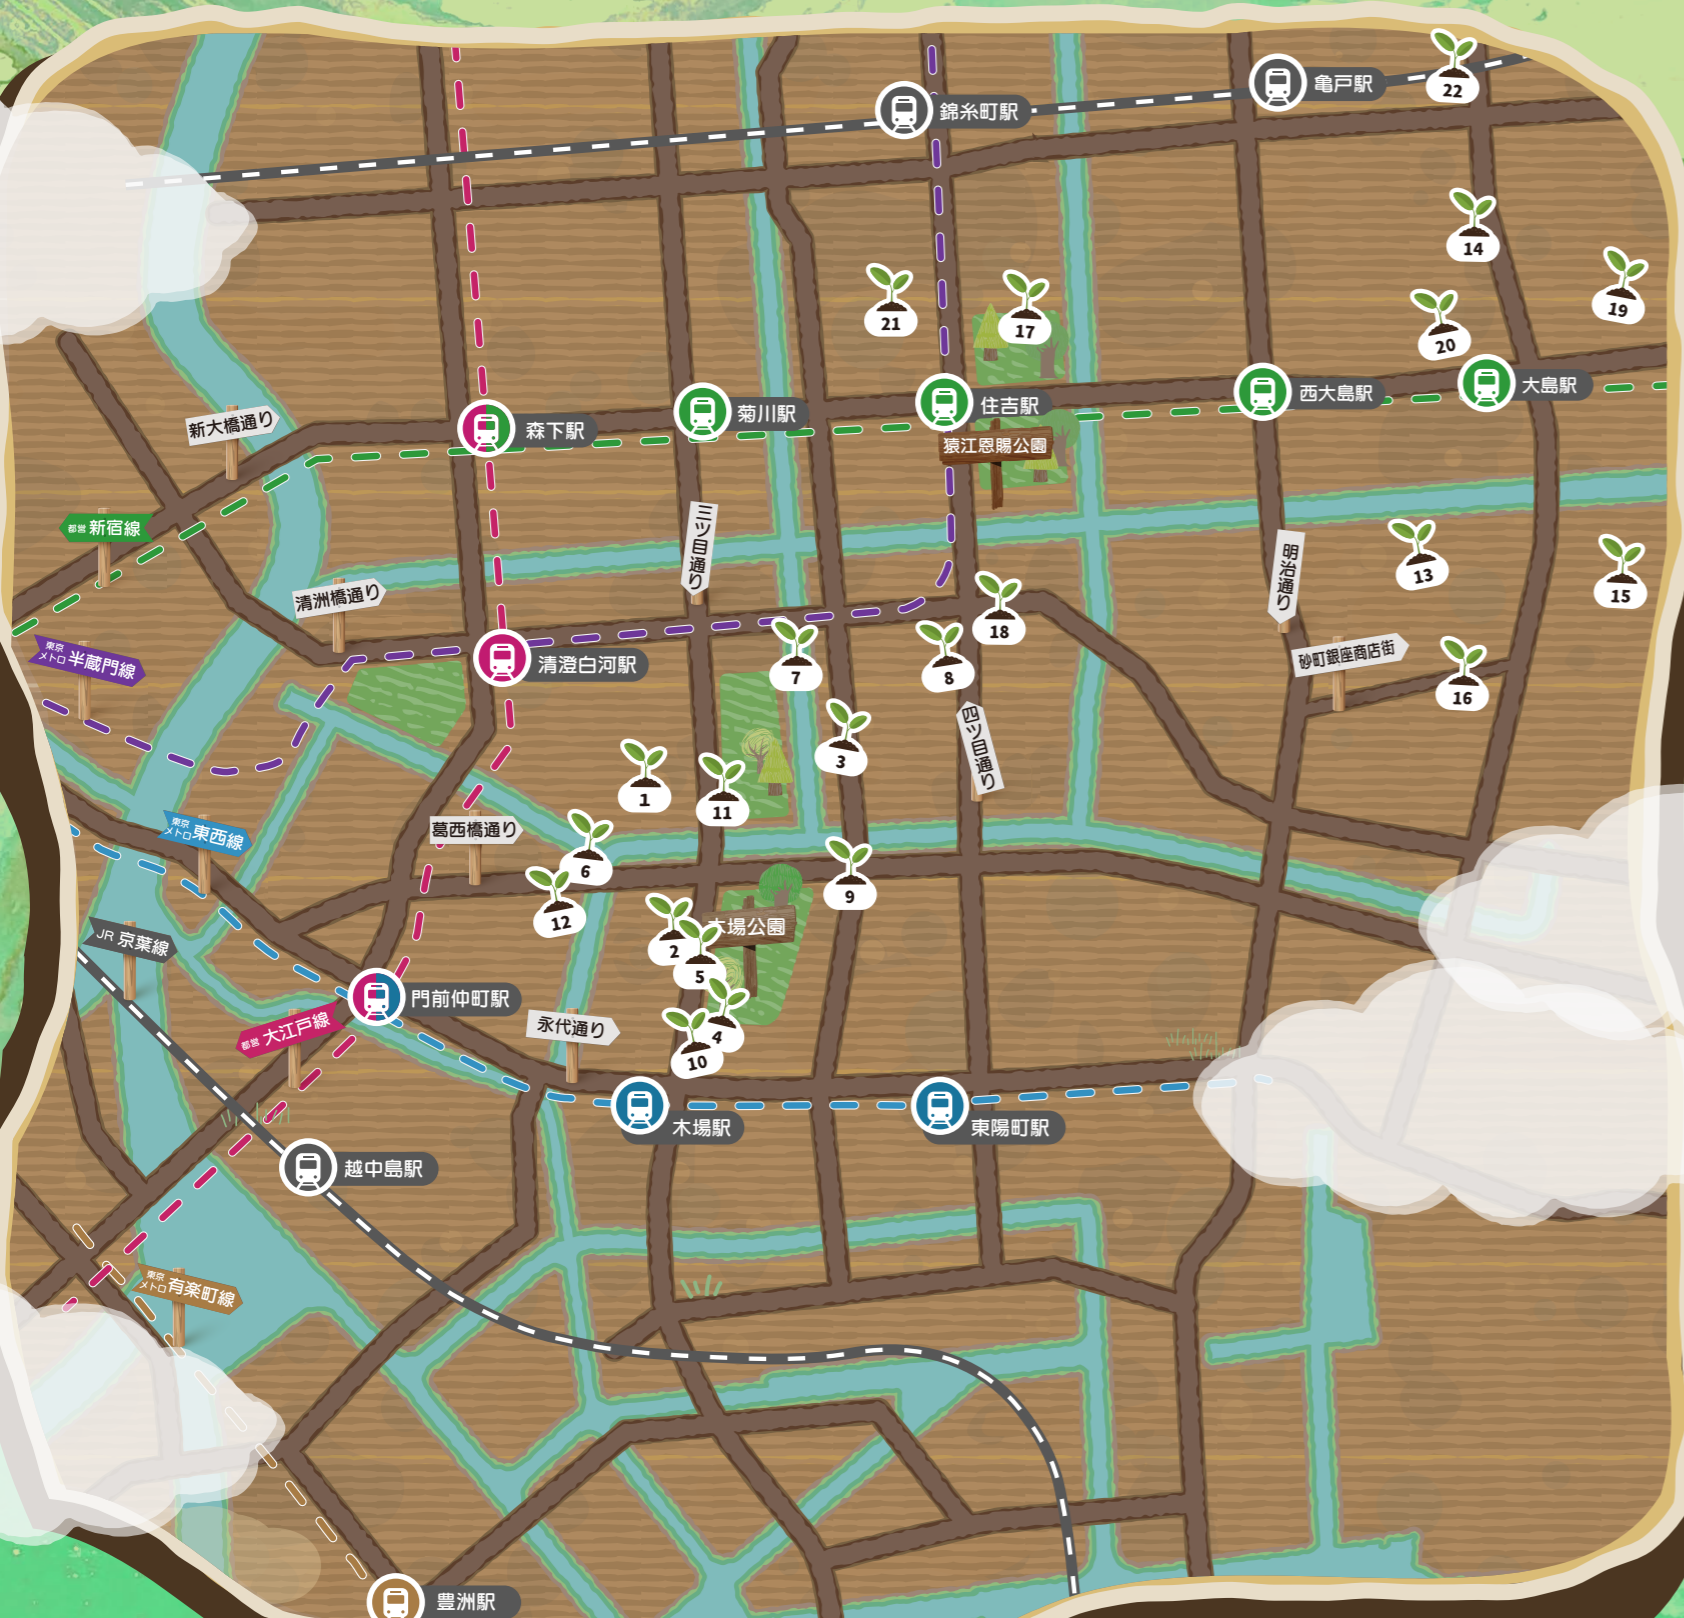 22
亀戸駅
錦糸町駅
14
19
21
17
20
大島駅
西大島駅
住吉駅
菊川駅
森下駅
新大橋通り
猿江恩賜公園
都営 新宿線
三ツ目通り
明治通り
13
15
清洲橋通り
18
東京メトロ 半蔵門線
清澄白河駅
7
8
砂町銀座商店街
16
四ツ目通り
3
1
11
東京メトロ 東西線
葛西橋通り
6
9
12
2
木場公園
5
JR 京葉線
門前仲町駅
都営 大江戸線
永代通り
4
10
木場駅
東陽町駅
越中島駅
東京メトロ 有楽町線
豊洲駅